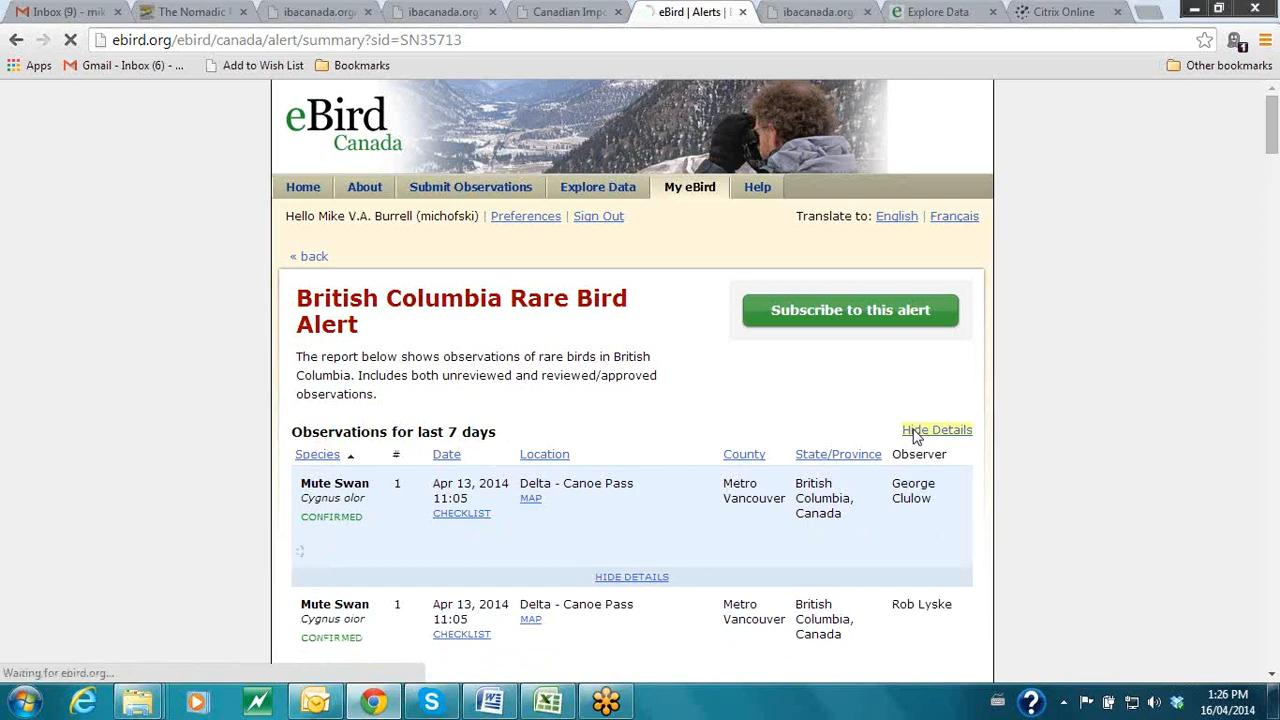 Inbox (9) - mik
The Nomadic
ibacanada.org
ibacanada.org
Canadian Impo
eBird | Alerts |
ibacanada.org
Explore Data
Citrix Online
ebird.org/ebird/canada/alert/summary?sid=SN35713
Apps
Gmail - Inbox (6) - ...
Add to Wish List
Bookmarks
Other bookmarks
eBird
Canada
Home
About
Submit Observations
Explore Data
My eBird
Help
Hello Mike V.A. Burrell (michofski) | Preferences | Sign Out
Translate to: English | Français
« back
British Columbia Rare Bird
Alert
Subscribe to this alert
The report below shows observations of rare birds in British
Columbia. Includes both unreviewed and reviewed/approved
observations.
Observations for last 7 days
Hide Details
Species # Date Location County State/Province Observer
Mute Swan 1 Apr 13, 2014 Delta - Canoe Pass Metro British George
Cygnus olor 11:05 MAP Vancouver Columbia, Clulow
CONFIRMED CHECKLIST Canada
HIDE DETAILS
Mute Swan 1 Apr 13, 2014 Delta - Canoe Pass Metro British Rob Lyske
Cygnus olor 11:05 MAP Vancouver Columbia,
CONFIRMED CHECKLIST Canada
Waiting for ebird.org...
1:26 PM
16/04/2014